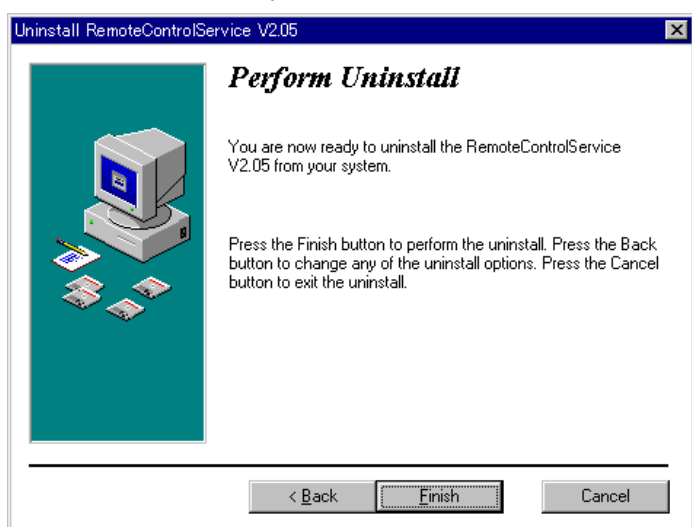 Uninstall RemoteControlService V2.05
Perform Uninstall
You are now ready to uninstall the RemoteControlService
V2.05 from your system.
Press the Finish button to perform the uninstall. Press the Back
button to change any of the uninstall options. Press the Cancel
button to exit the uninstall.
< Back
Finish
Cancel